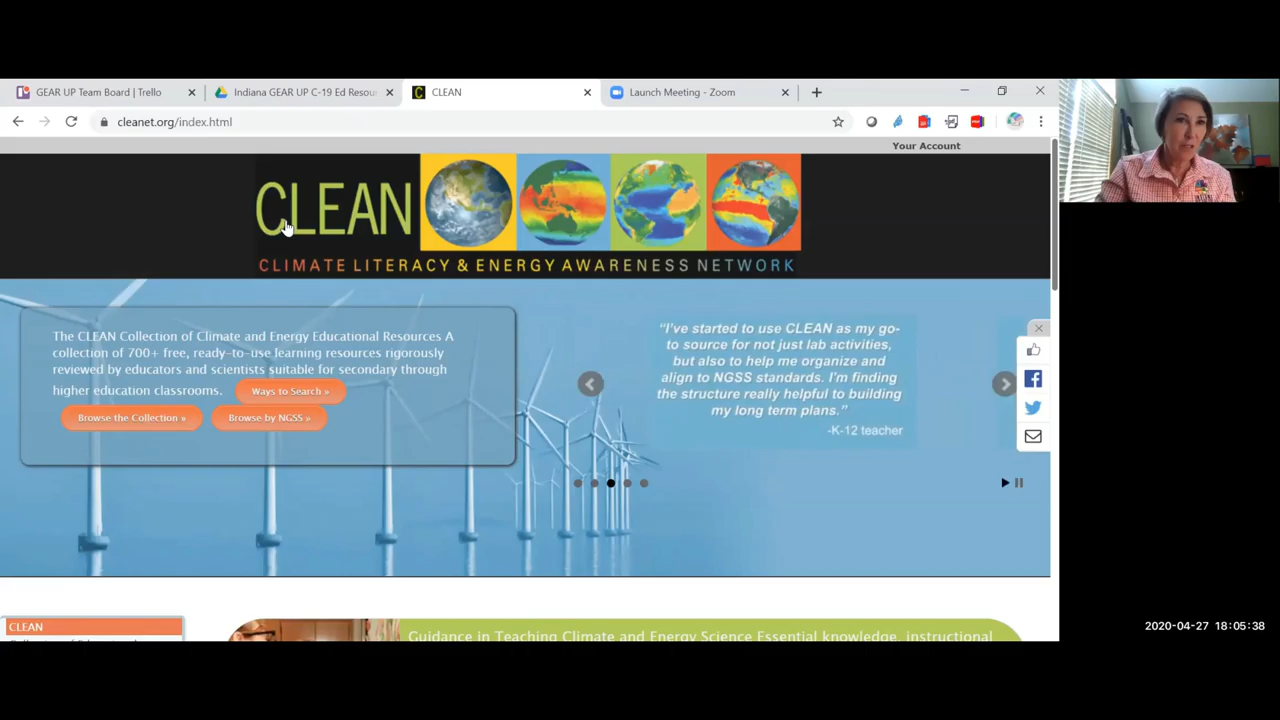 GEAR UP Team Board | Trello
Indiana GEAR UP C-19 Ed Resou
CLEAN
Launch Meeting - Zoom
cleanet.org/index.html
Your Account
CLEAN
CLIMATE LITERACY & ENERGY AWARENESS NETWORK
The CLEAN Collection of Climate and Energy Educational Resources A
collection of 700+ free, ready-to-use learning resources rigorously
reviewed by educators and scientists suitable for secondary through
higher education classrooms. Ways to Search »
Browse the Collection » Browse by NGSS »
“I've started to use CLEAN as my go-
to source for not just lab activities,
but also to help me organize and
align to NGSS standards. I'm finding
the structure really helpful to building
my long term plans.”
-K-12 teacher
2020-04-27 18:05:38
CLEAN
Guidance in Teaching Climate and Energy Science Essential knowledge, instructional